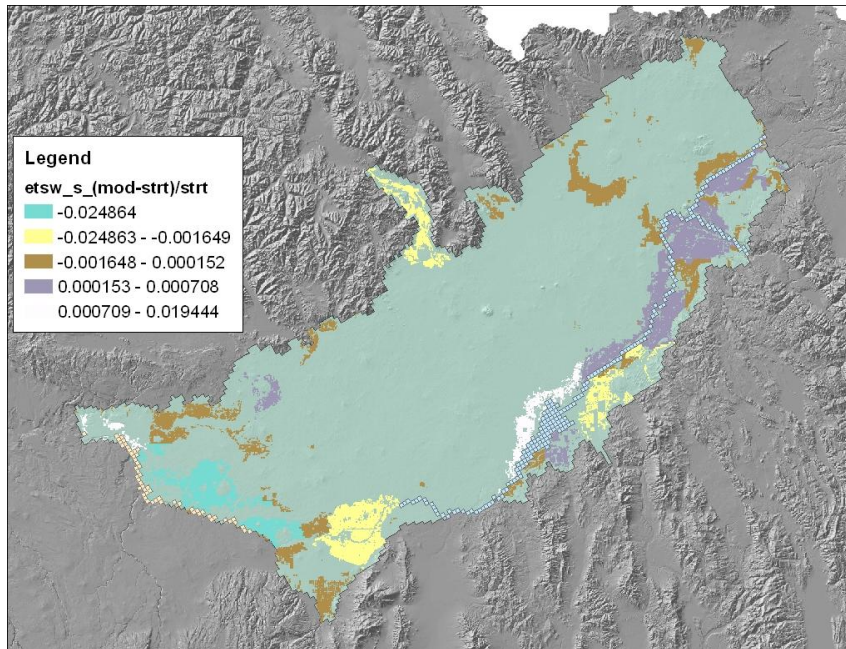 Legend
etsw_s_(mod-strt)/strt
-0.024864
-0.024863 - -0.001649
-0.001648 - 0.000152
0.000153 - 0.000708
0.000709 - 0.019444